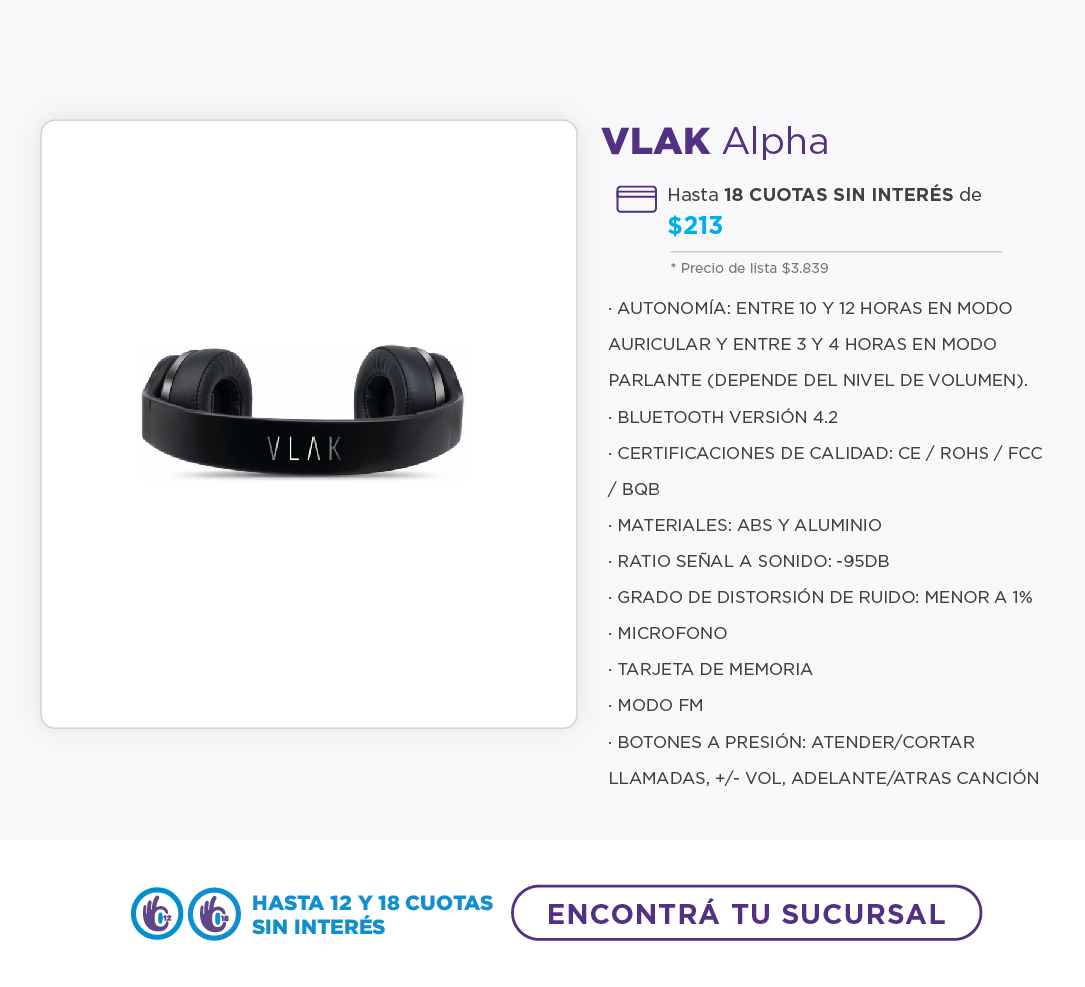 VLAK
VLAK Alpha
Hasta 18 CUOTAS SIN INTERÉS de
$213
* Precio de lista $3.839
· AUTONOMÍA: ENTRE 10 Y 12 HORAS EN MODO
AURICULAR Y ENTRE 3 Y 4 HORAS EN MODO
PARLANTE (DEPENDE DEL NIVEL DE VOLUMEN).
· BLUETOOTH VERSIÓN 4.2
· CERTIFICACIONES DE CALIDAD: CE / ROHS / FCC
/ BQB
· MATERIALES: ABS Y ALUMINIO
· RATIO SEÑAL A SONIDO: -95DB
· GRADO DE DISTORSIÓN DE RUIDO: MENOR A 1%
· MICROFONO
· TARJETA DE MEMORIA
· MODO FM
· BOTONES A PRESIÓN: ATENDER/CORTAR
LLAMADAS, +/- VOL, ADELANTE/ATRAS CANCIÓN
12
18
HASTA 12 Y 18 CUOTAS
SIN INTERÉS
ENCONTRÁ TU SUCURSAL